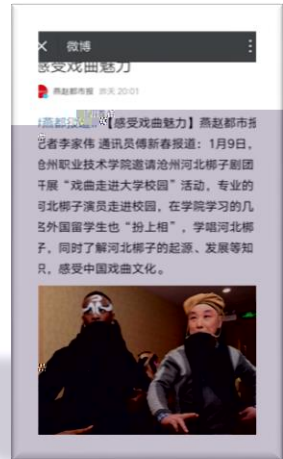 微博
感受戏曲魅力
燕赵都市报 昨天 20:01
【感受戏曲魅力】燕赵都市报
记者李家伟 通讯员傅新春报道：1月9日，
沧州职业技术学院邀请沧州河北梆子剧团
开展“戏曲走进大学校园”活动，专业的
河北梆子演员走进校园，在学院学习的几
名外国留学生也“扮上相”，学唱河北梆
子，同时了解河北梆子的起源、发展等知
识，感受中国戏曲文化。